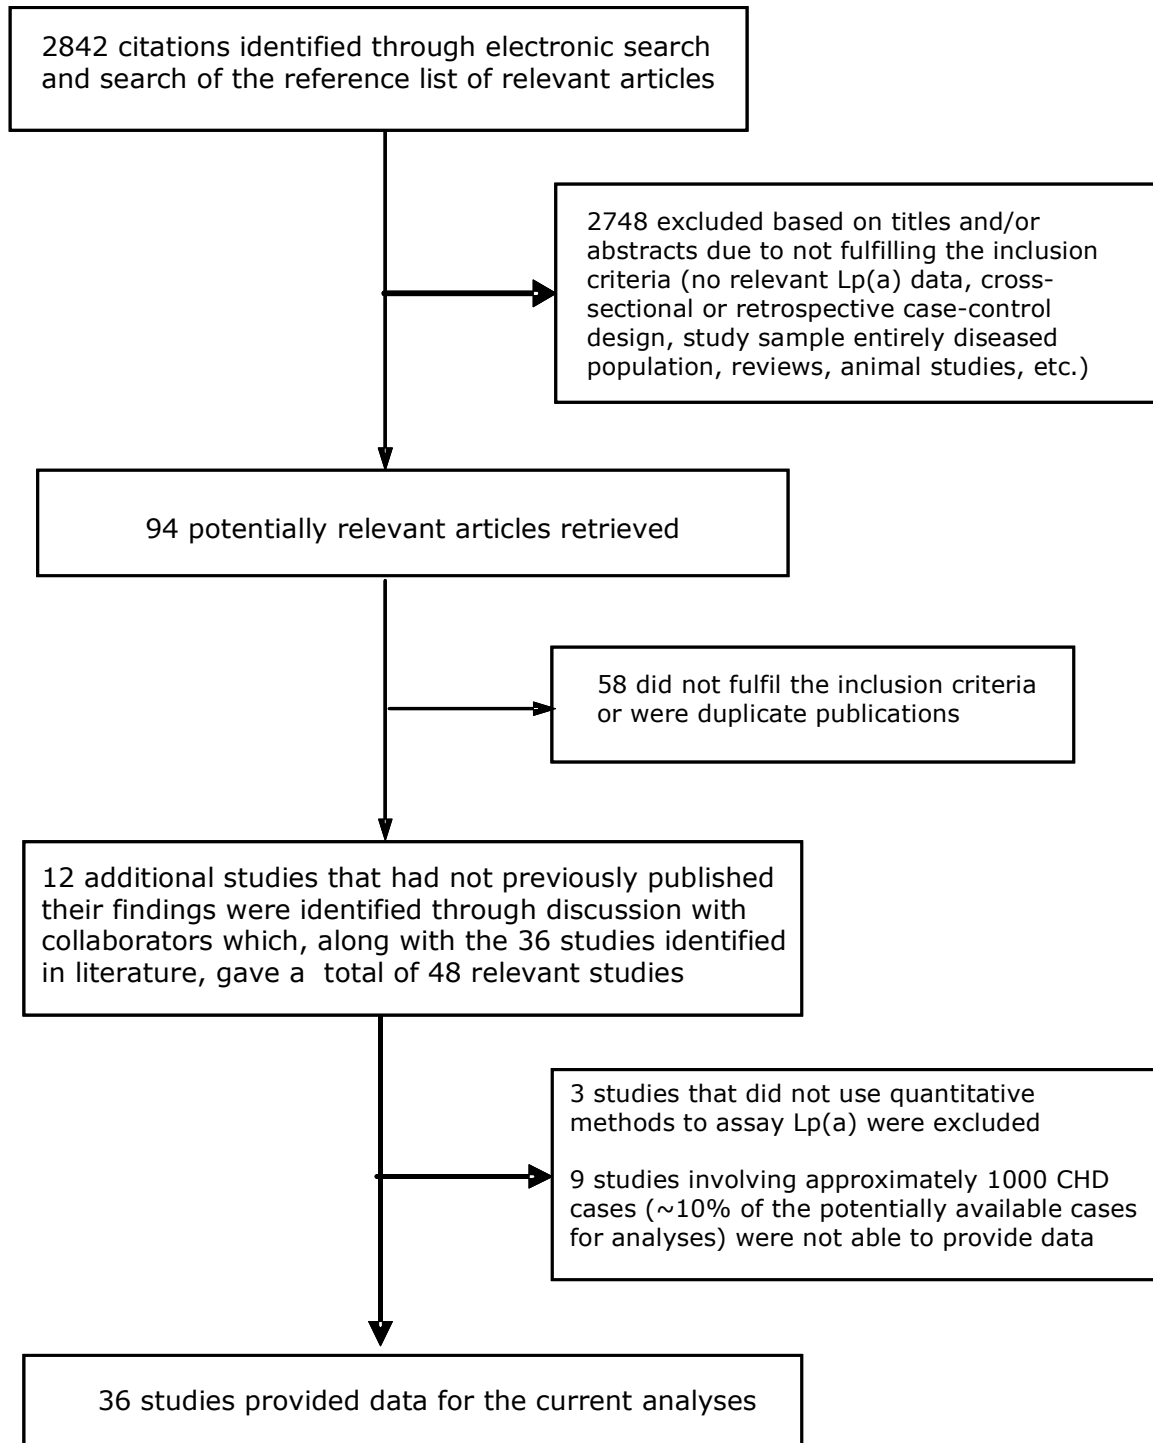 2842 citations identified through electronic search
and search of the reference list of relevant articles
2748 excluded based on titles and/or
abstracts due to not fulfilling the inclusion
criteria (no relevant Lp(a) data, cross-
sectional or retrospective case-control
design, study sample entirely diseased
population, reviews, animal studies, etc.)
94 potentially relevant articles retrieved
58 did not fulfil the inclusion criteria
or were duplicate publications
12 additional studies that had not previously published
their findings were identified through discussion with
collaborators which, along with the 36 studies identified
in literature, gave a total of 48 relevant studies
3 studies that did not use quantitative
methods to assay Lp(a) were excluded
9 studies involving approximately 1000 CHD
cases (~10% of the potentially available cases
for analyses) were not able to provide data
36 studies provided data for the current analyses